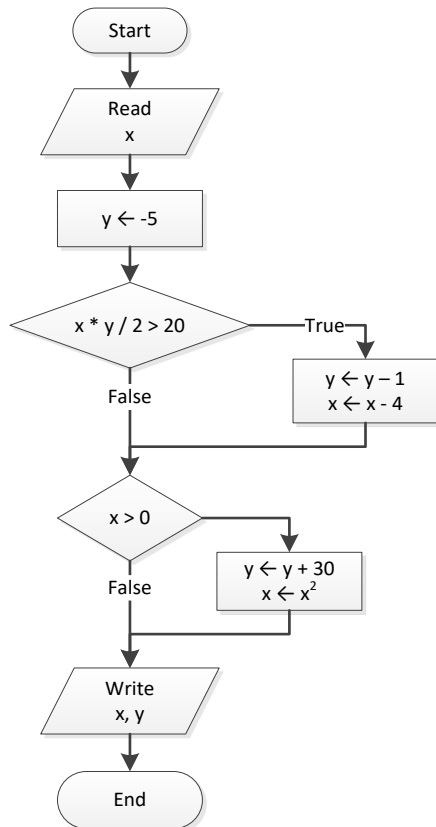 Start
Read
x
y ← -5
x * y / 2 > 20
True
y ← y – 1
x ← x - 4
False
x > 0
y ← y + 30
x ← x²
False
Write
x, y
End